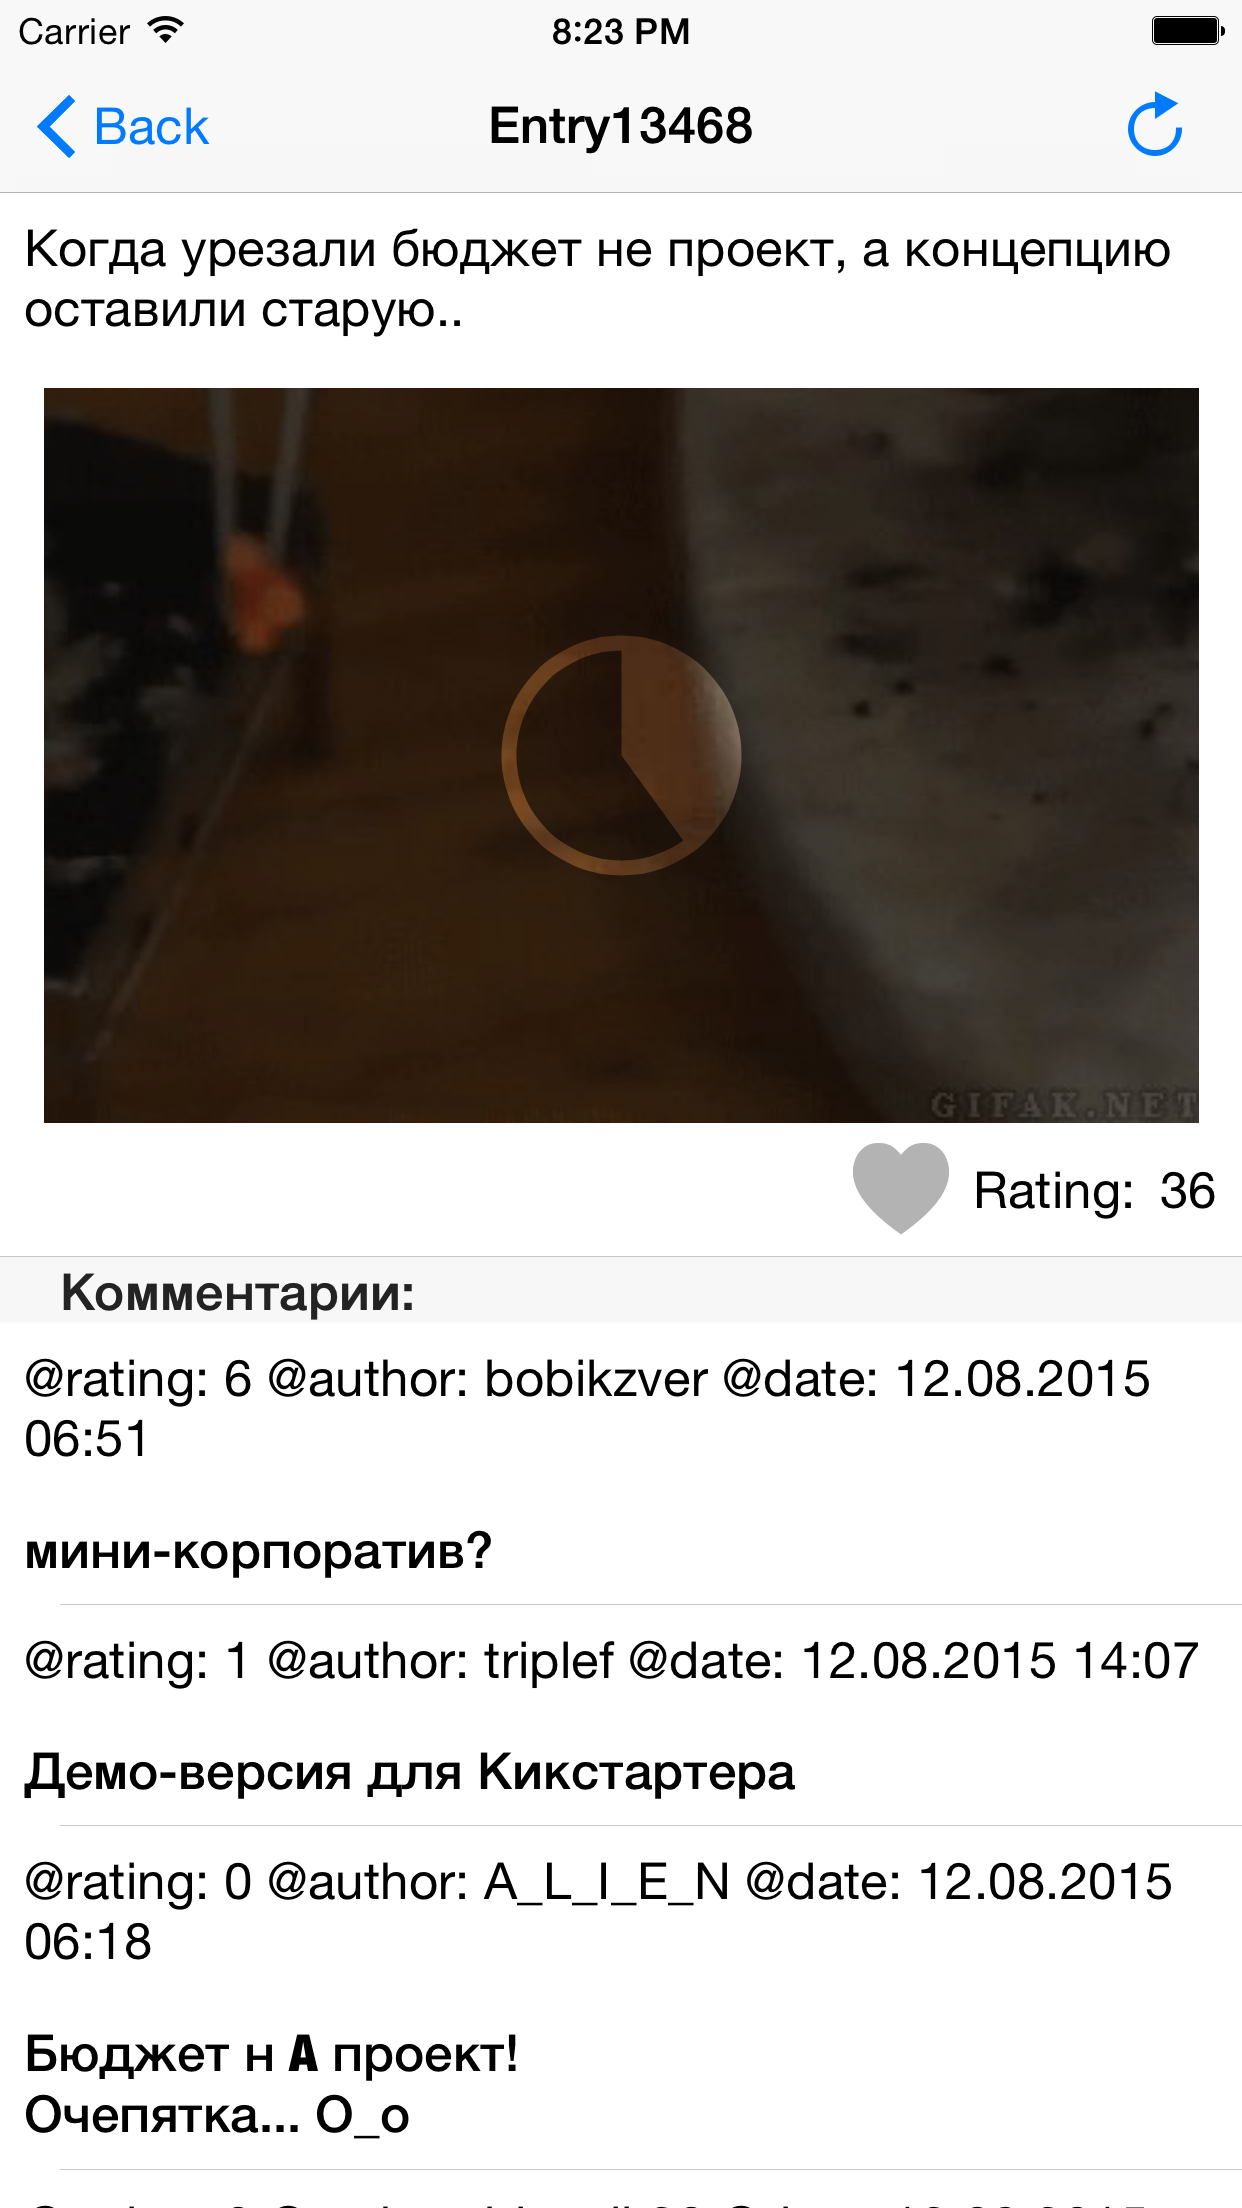 Carrier 8:23 PM
Back Entry13468
Когда урезали бюджет не проект, а концепцию
оставили старую..
GIFAK.NET
Rating: 36
Комментарии:
@rating: 6 @author: bobikzver @date: 12.08.2015
06:51
мини-корпоратив?
@rating: 1 @author: triplef @date: 12.08.2015 14:07
Демо-версия для Кикстартера
@rating: 0 @author: A_L_I_E_N @date: 12.08.2015
06:18
Бюджет н А проект!
Очепятка... О_о